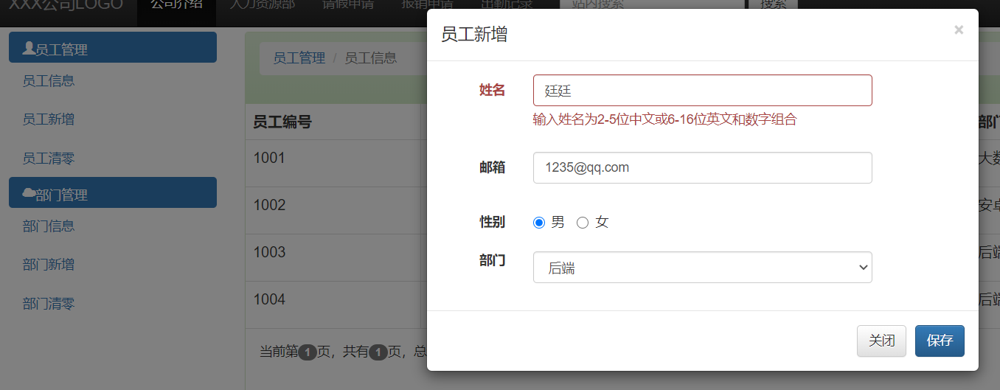 XXX公司LOGO 公司介绍 人力资源部 请假申请 报销申请 出勤记录 站内搜索 搜索
员工管理
员工信息
员工新增
员工清零
部门管理
部门信息
部门新增
部门清零
员工管理 / 员工信息
员工编号
1001
1002
1003
1004
当前第1页，共有1页，总
部门
大数
安卓
后端
后端
员工新增 ×
姓名 廷廷
输入姓名为2-5位中文或6-16位英文和数字组合
邮箱 1235@qq.com
性别 男 女
部门 后端
关闭 保存